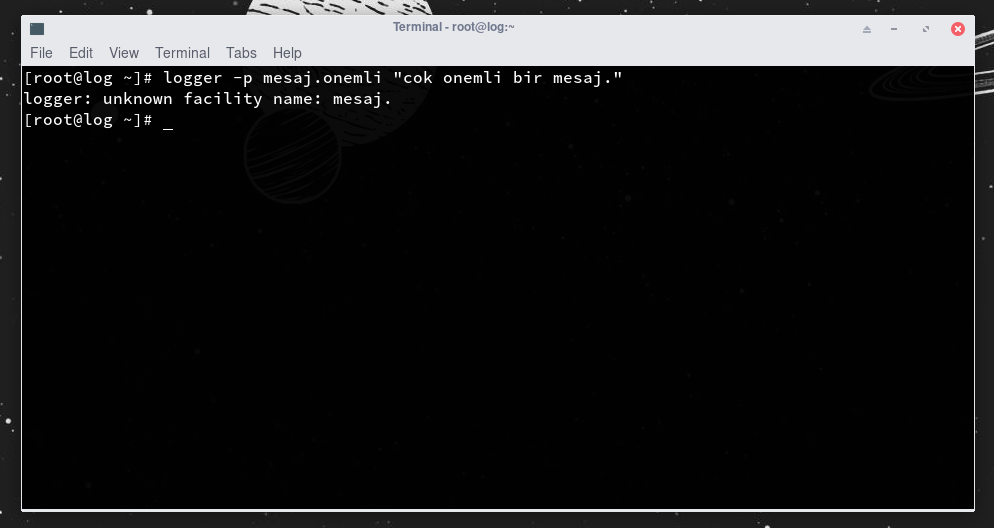 Terminal - root@log:~
File Edit View Terminal Tabs Help
[root@log ~]# logger -p mesaj.onemli "cok onemli bir mesaj."
logger: unknown facility name: mesaj.
[root@log ~]# _